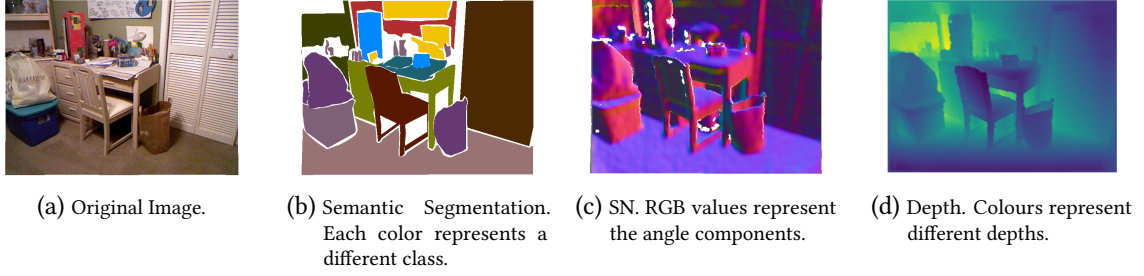 (a) Original Image.
(b) Semantic Segmentation.
Each color represents a
different class.
(c) SN. RGB values represent
the angle components.
(d) Depth. Colours represent
different depths.